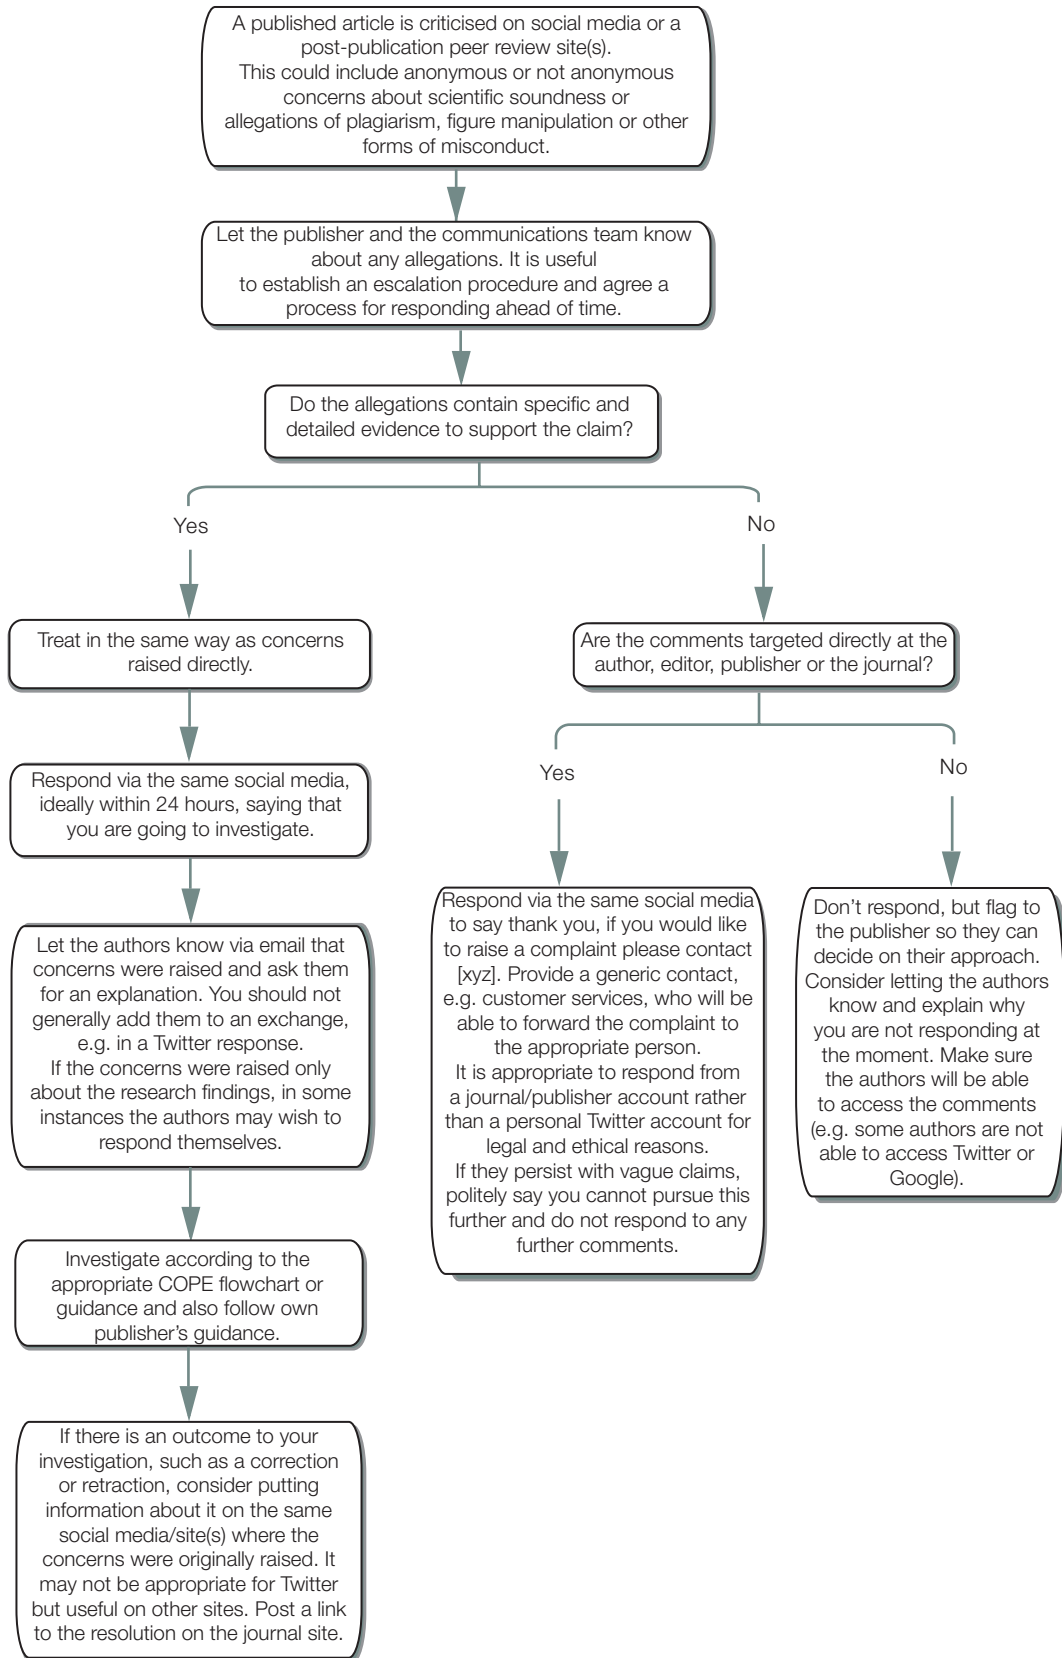 A published article is criticised on social media or a
post-publication peer review site(s).
This could include anonymous or not anonymous
concerns about scientific soundness or
allegations of plagiarism, figure manipulation or other
forms of misconduct.
Let the publisher and the communications team know
about any allegations. It is useful
to establish an escalation procedure and agree a
process for responding ahead of time.
Do the allegations contain specific and
detailed evidence to support the claim?
Yes
No
Treat in the same way as concerns
raised directly.
Are the comments targeted directly at the
author, editor, publisher or the journal?
Respond via the same social media,
ideally within 24 hours, saying that
you are going to investigate.
Yes
No
Let the authors know via email that
concerns were raised and ask them
for an explanation. You should not
generally add them to an exchange,
e.g. in a Twitter response.
If the concerns were raised only
about the research findings, in some
instances the authors may wish to
respond themselves.
Respond via the same social media
to say thank you, if you would like
to raise a complaint please contact
[xyz]. Provide a generic contact,
e.g. customer services, who will be
able to forward the complaint to
the appropriate person.
It is appropriate to respond from
a journal/publisher account rather
than a personal Twitter account for
legal and ethical reasons.
If they persist with vague claims,
politely say you cannot pursue this
further and do not respond to any
further comments.
Don’t respond, but flag to
the publisher so they can
decide on their approach.
Consider letting the authors
know and explain why
you are not responding at
the moment. Make sure
the authors will be able
to access the comments
(e.g. some authors are not
able to access Twitter or
Google).
Investigate according to the
appropriate COPE flowchart or
guidance and also follow own
publisher’s guidance.
If there is an outcome to your
investigation, such as a correction
or retraction, consider putting
information about it on the same
social media/site(s) where the
concerns were originally raised. It
may not be appropriate for Twitter
but useful on other sites. Post a link
to the resolution on the journal site.